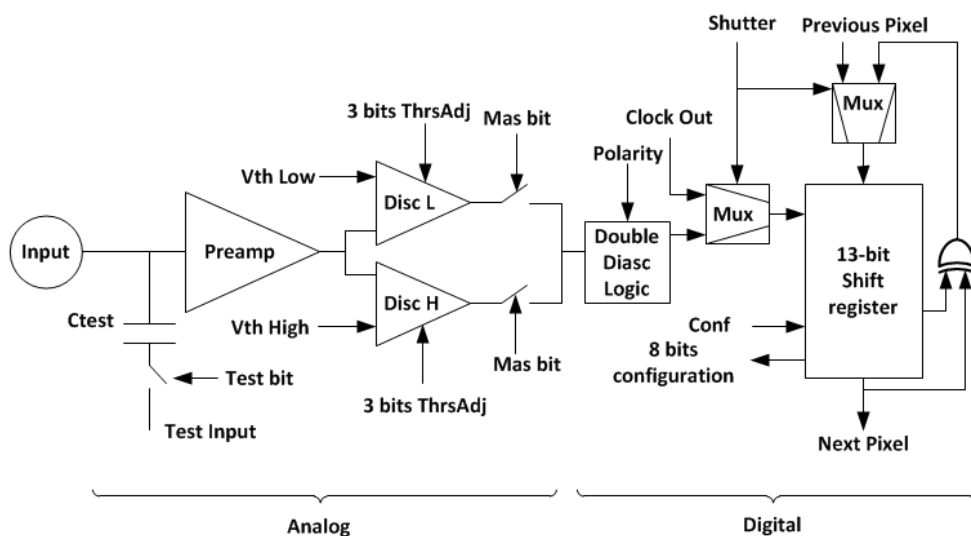 Shutter
Previous Pixel
3 bits ThrsAdj
Mas bit
Clock Out
Mux
Polarity
Vth Low
Disc L
Mux
Input
Preamp
Double
Diasc
Logic
13-bit
Shift
register
Disc H
Ctest
Vth High
Conf
8 bits
configuration
Mas bit
Test bit
3 bits ThrsAdj
Test Input
Next Pixel
Analog
Digital